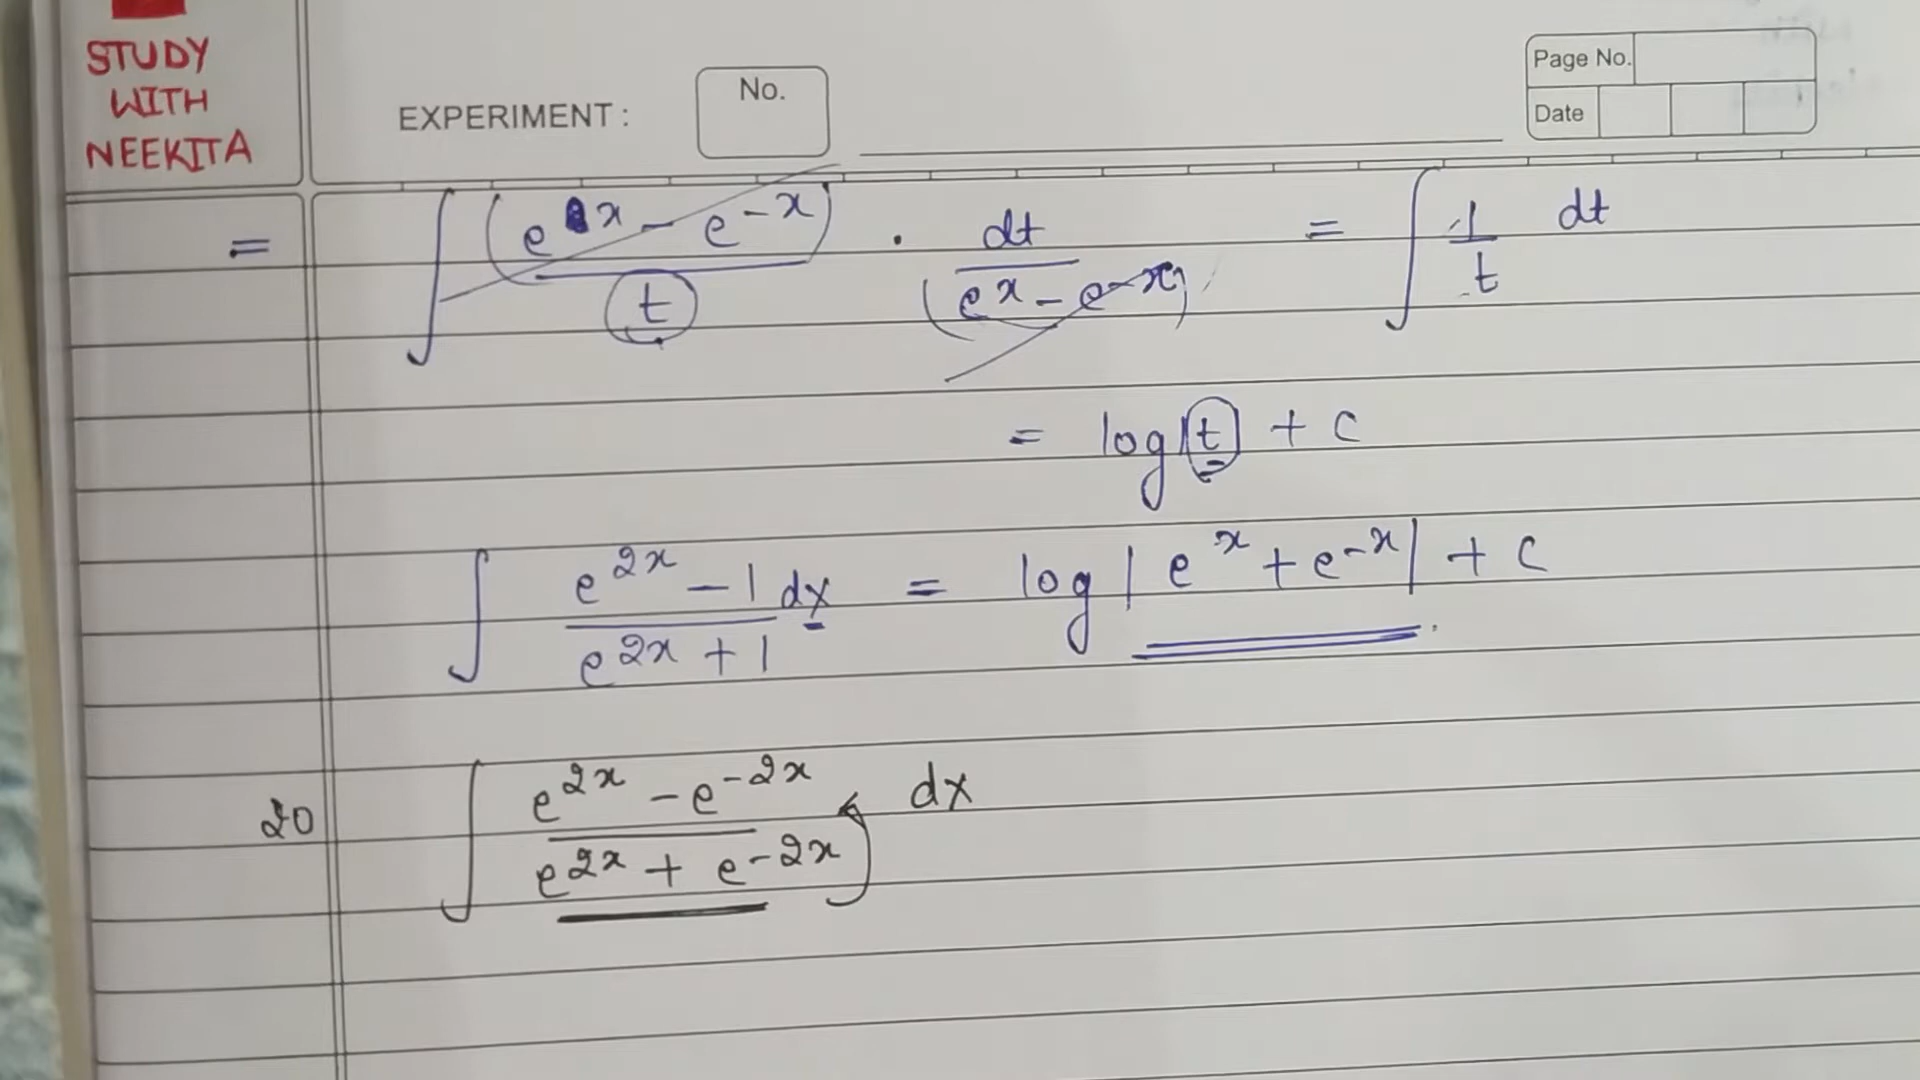 STUDY
WITH
NEEKITA
EXPERIMENT :
No.
Page No.
Date
= ∫ (e^x - e^-x) / t . dt / (e^x - e^-x) = ∫ 1/t dt
= log |t| + c
∫ e^2x - 1 / e^2x + 1 dx = log | e^x + e^-x | + c
20 ∫ e^2x - e^-2x / e^2x + e^-2x dx